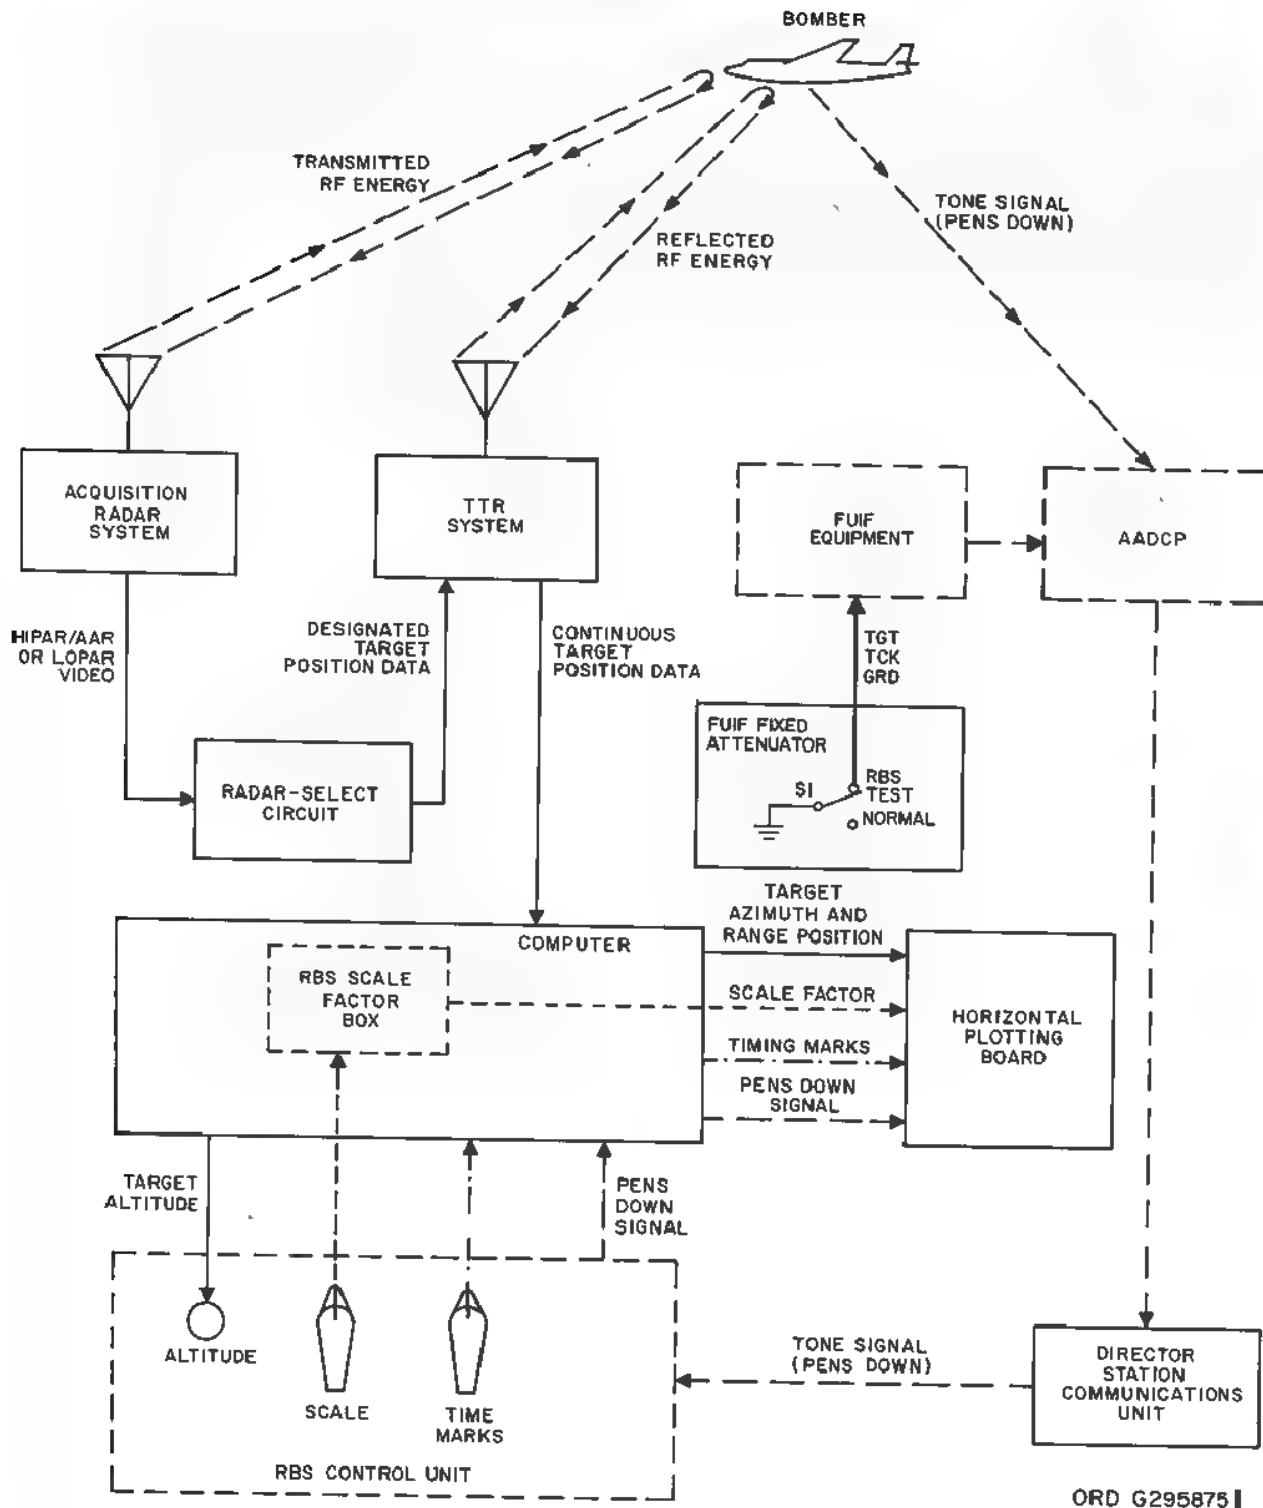 BOMBER
TRANSMITTED
RF ENERGY
TONE SIGNAL
(PENS DOWN)
REFLECTED
RF ENERGY
ACQUISITION
RADAR
SYSTEM
TTR
SYSTEM
FUIF
EQUIPMENT
AADCP
HIPAR/AAR
OR LOPAR
VIDEO
DESIGNATED
TARGET
POSITION DATA
CONTINUOUS
TARGET
POSITION DATA
TGT
TCK
GRD
FUIF FIXED
ATTENUATOR
RBS
TEST
S1
NORMAL
RADAR-SELECT
CIRCUIT
TARGET
AZIMUTH AND
RANGE POSITION
COMPUTER
RBS SCALE
FACTOR
BOX
SCALE FACTOR
TIMING MARKS
PENS DOWN
SIGNAL
HORIZONTAL
PLOTTING
BOARD
TARGET
ALTITUDE
PENS
DOWN
SIGNAL
ALTITUDE
SCALE
TIME
MARKS
RBS CONTROL UNIT
TONE SIGNAL
(PENS DOWN)
DIRECTOR
STATION
COMMUNICATIONS
UNIT
ORD G295875